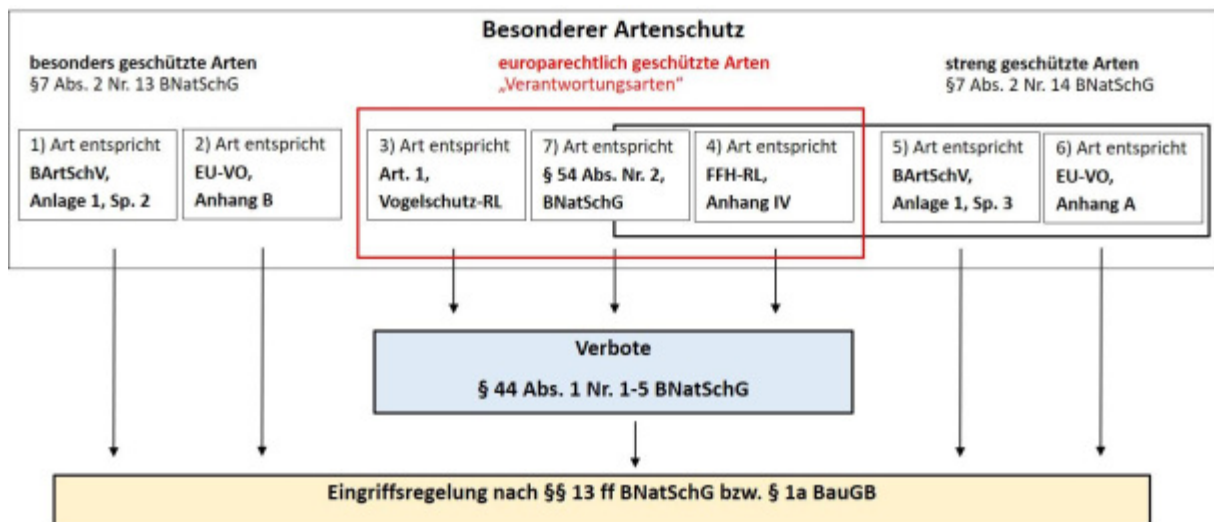 Besonderer Artenschutz
besonders geschützte Arten
§7 Abs. 2 Nr. 13 BNatSchG
europarechtlich geschützte Arten
„Verantwortungsarten“
streng geschützte Arten
§7 Abs. 2 Nr. 14 BNatSchG
1) Art entspricht
BArtSchV,
Anlage 1, Sp. 2
2) Art entspricht
EU-VO,
Anhang B
3) Art entspricht
Art. 1,
Vogelschutz-RL
7) Art entspricht
§ 54 Abs. Nr. 2,
BNatSchG
4) Art entspricht
FFH-RL,
Anhang IV
5) Art entspricht
BArtSchV,
Anlage 1, Sp. 3
6) Art entspricht
EU-VO,
Anhang A
Verbote
§ 44 Abs. 1 Nr. 1-5 BNatSchG
Eingriffsregelung nach §§ 13 ff BNatSchG bzw. § 1a BauGB